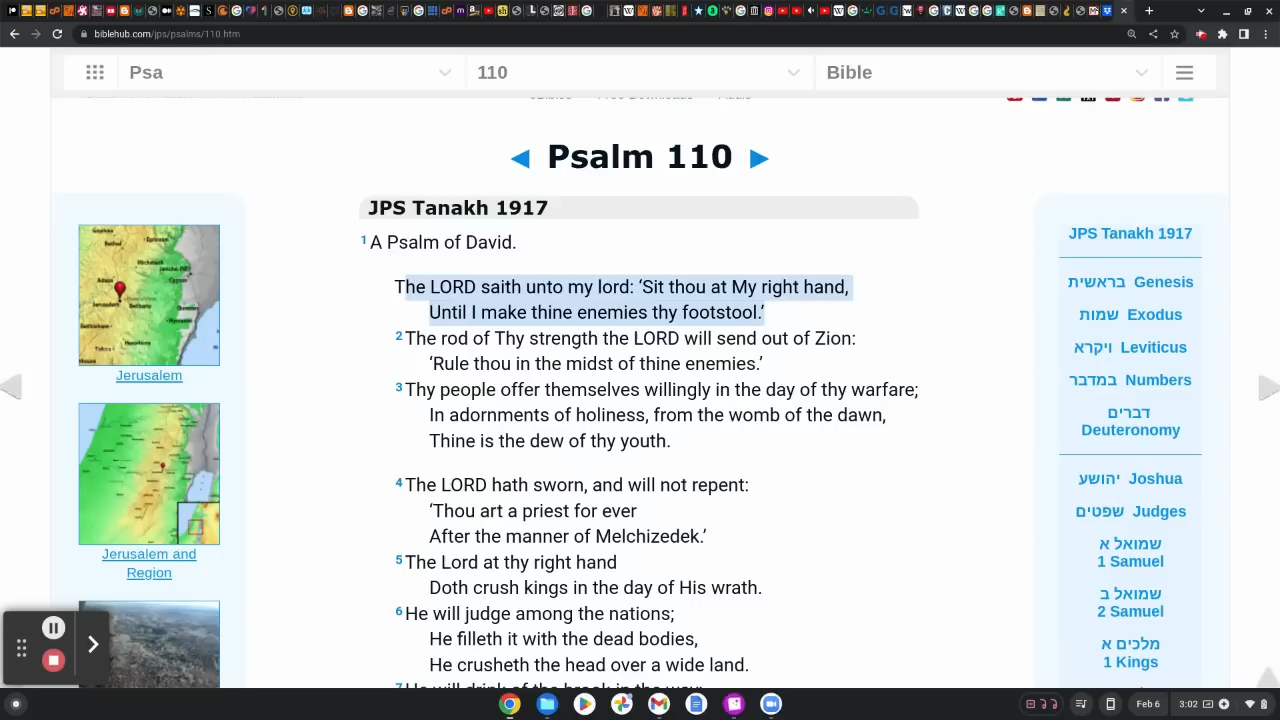 biblehub.com/jps/psalms/110.htm
Psa
110
Bible
Psalm 110
JPS Tanakh 1917
1 A Psalm of David.
The LORD saith unto my lord: ‘Sit thou at My right hand,
Until I make thine enemies thy footstool.’
2 The rod of Thy strength the LORD will send out of Zion:
‘Rule thou in the midst of thine enemies.’
3 Thy people offer themselves willingly in the day of thy warfare;
In adornments of holiness, from the womb of the dawn,
Thine is the dew of thy youth.
4 The LORD hath sworn, and will not repent:
‘Thou art a priest for ever
After the manner of Melchizedek.’
5 The Lord at thy right hand
Doth crush kings in the day of His wrath.
6 He will judge among the nations;
He filleth it with the dead bodies,
He crusheth the head over a wide land.
Jerusalem
Jerusalem and
Region
JPS Tanakh 1917
בראשית Genesis
שמות Exodus
ויקרא Leviticus
במדבר Numbers
דברים
Deuteronomy
יהושע Joshua
שפטים Judges
שמואל א
1 Samuel
שמואל ב
2 Samuel
מלכים א
1 Kings
Feb 6
3:02